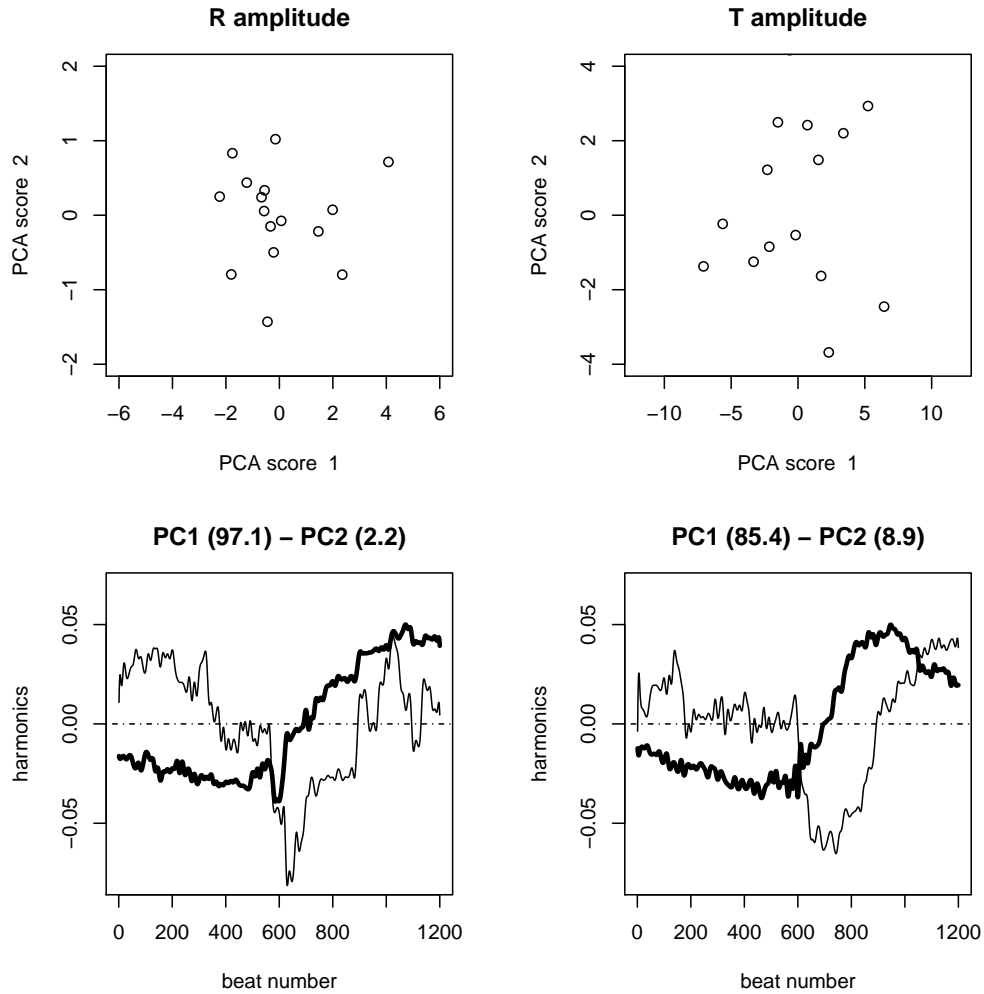 R amplitude
PCA score 2
2
1
0
−1
−2
−6 −4 −2 0 2 4 6
PCA score 1
T amplitude
PCA score 2
4
2
0
−2
−4
−10 −5 0 5 10
PCA score 1
PC1 (97.1) − PC2 (2.2)
harmonics
0.05
0.00
−0.05
0 200 400 600 800 1200
beat number
PC1 (85.4) − PC2 (8.9)
harmonics
0.05
0.00
−0.05
0 200 400 600 800 1200
beat number